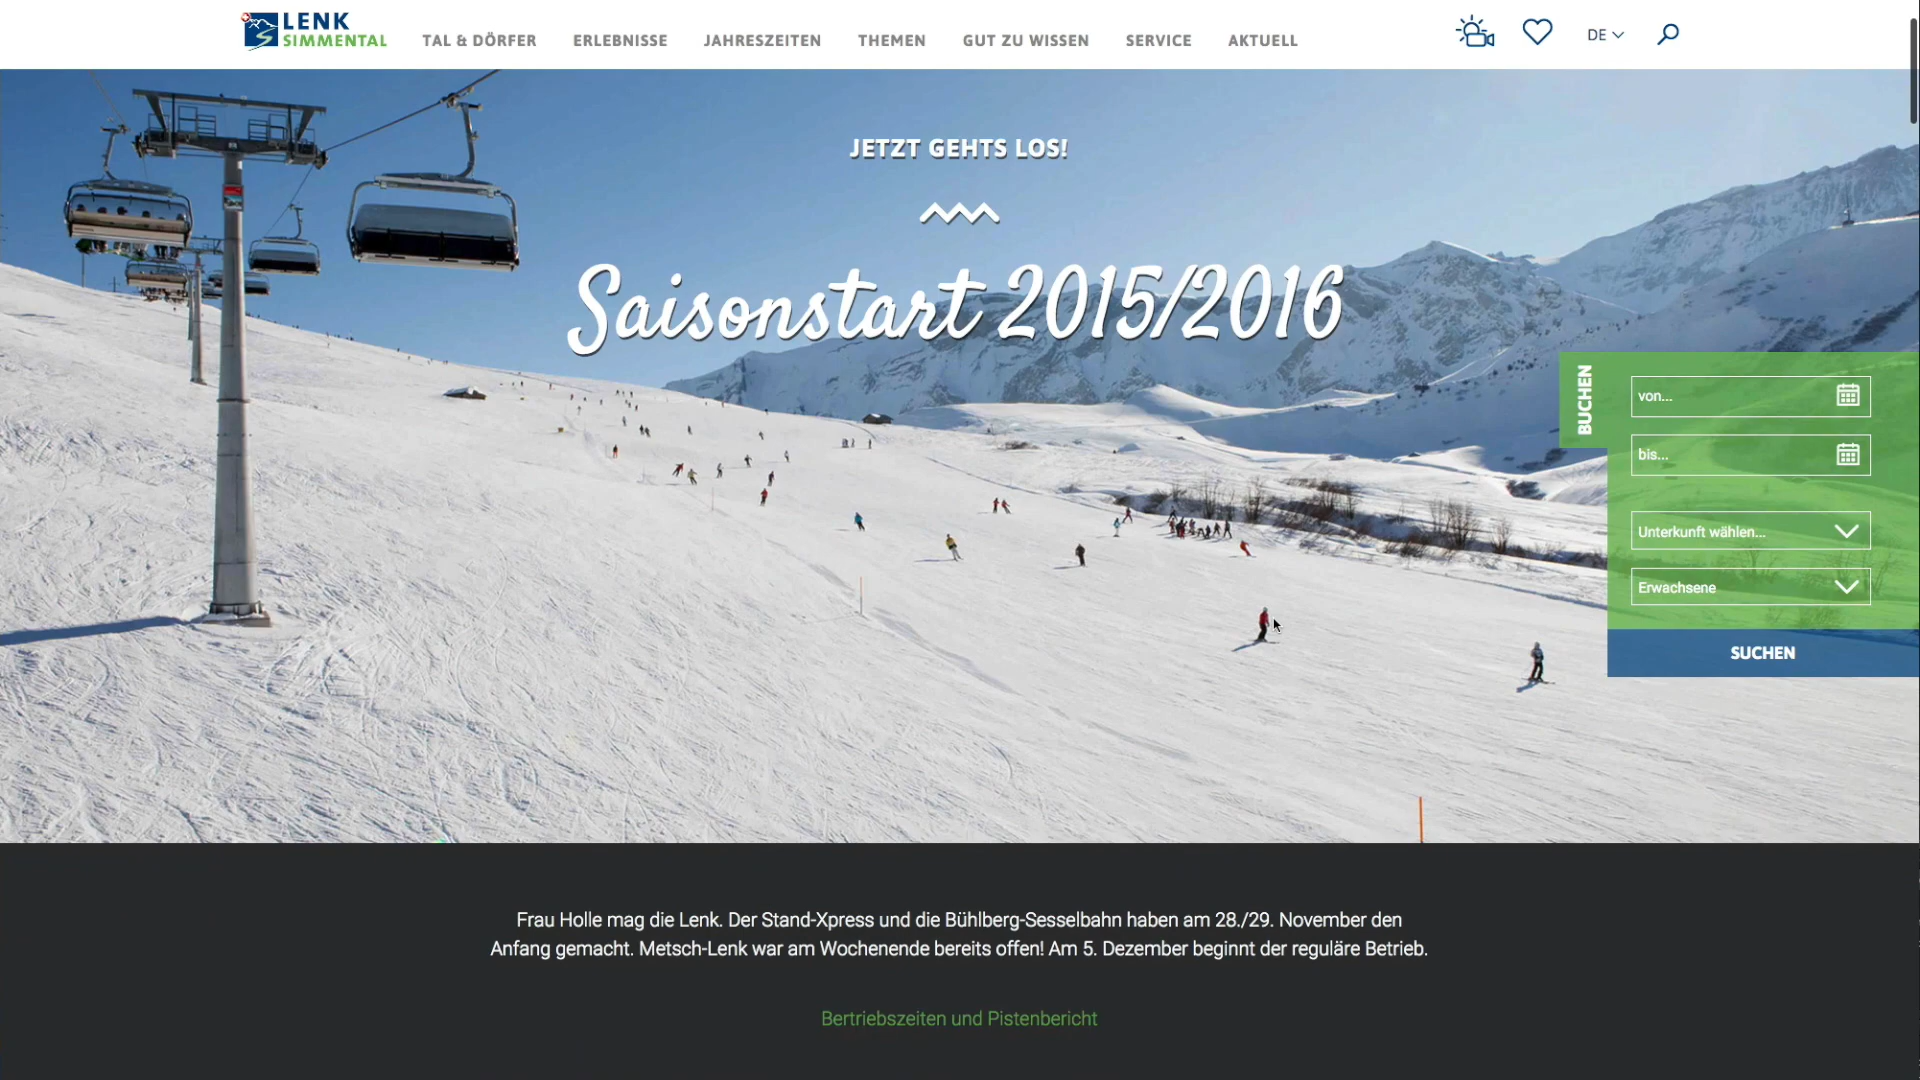 LENK
SIMMENTAL
TAL & DÖRFER
ERLEBNISSE
JAHRESZEITEN
THEMEN
GUT ZU WISSEN
SERVICE
AKTUELL
DE
JETZT GEHTS LOS!
Saisonstart 2015/2016
BUCHEN
von...
bis...
Unterkunft wählen...
Erwachsene
SUCHEN
Frau Holle mag die Lenk. Der Stand-Xpress und die Bühlberg-Sesselbahn haben am 28./29. November den
Anfang gemacht. Metsch-Lenk war am Wochenende bereits offen! Am 5. Dezember beginnt der reguläre Betrieb.
Bertriebszeiten und Pistenbericht